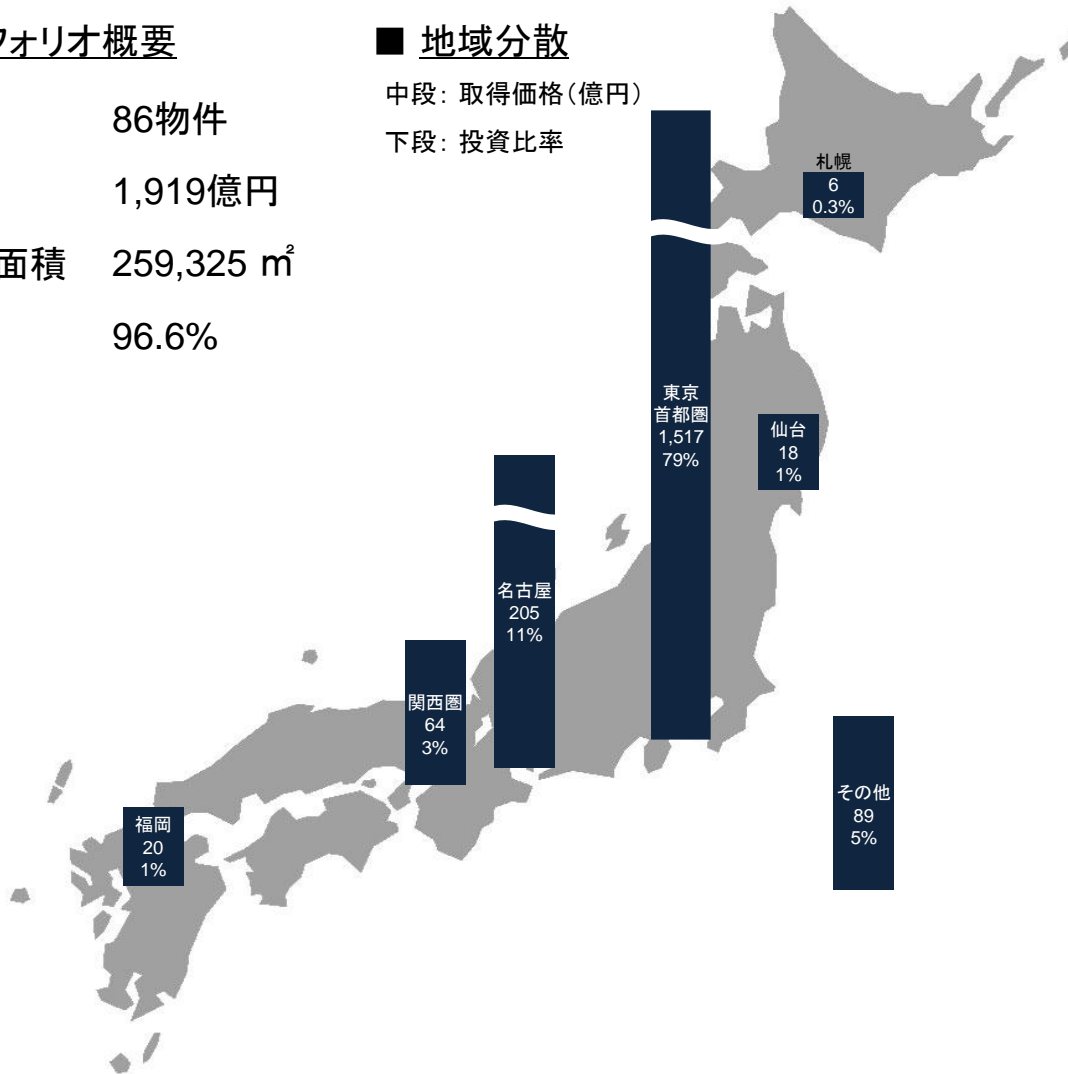 フォリオ概要
86物件
1,919億円
面積 259,325 ㎡
96.6%
■ 地域分散
中段: 取得価格(億円)
下段: 投資比率
札幌
6
0.3%
東京
首都圏
1,517
79%
仙台
18
1%
名古屋
205
11%
関西圏
64
3%
その他
89
5%
福岡
20
1%